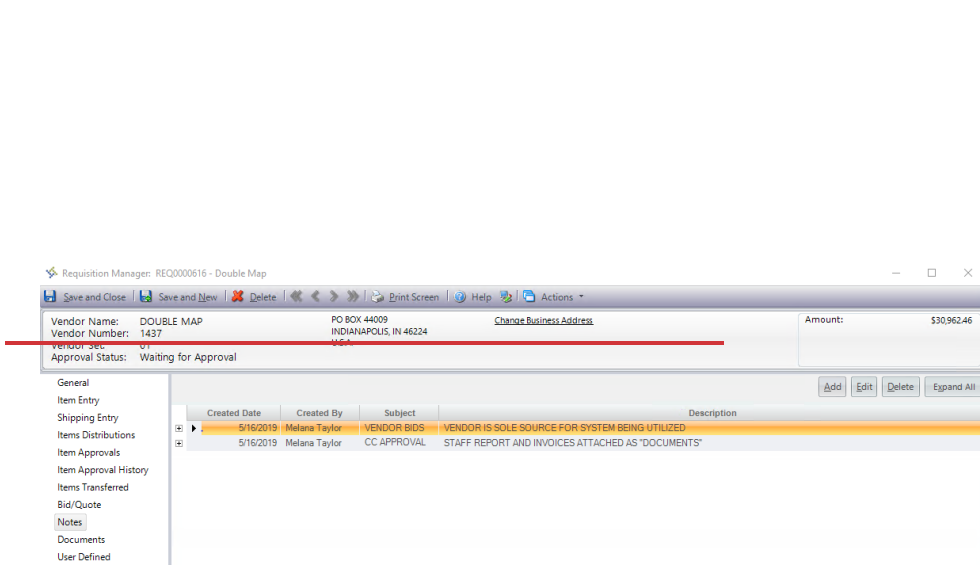 Requisition Manager: REQ0000616 - Double Map
Save and Close Save and New Delete Print Screen Help Actions
Vendor Name: DOUBLE MAP PO BOX 44009 Change Business Address Amount: $30,962.46
Vendor Number: 1437 INDIANAPOLIS, IN 46224
Vendor Set: 01 U.S.A.
Approval Status: Waiting for Approval
General
Add Edit Delete Expand All
Item Entry
Shipping Entry
Items Distributions
Item Approvals
Item Approval History
Items Transferred
Bid/Quote
Notes
Documents
User Defined
Created Date Created By Subject Description
5/16/2019 Melana Taylor VENDOR BIDS VENDOR IS SOLE SOURCE FOR SYSTEM BEING UTILIZED
5/16/2019 Melana Taylor CC APPROVAL STAFF REPORT AND INVOICES ATTACHED AS "DOCUMENTS"